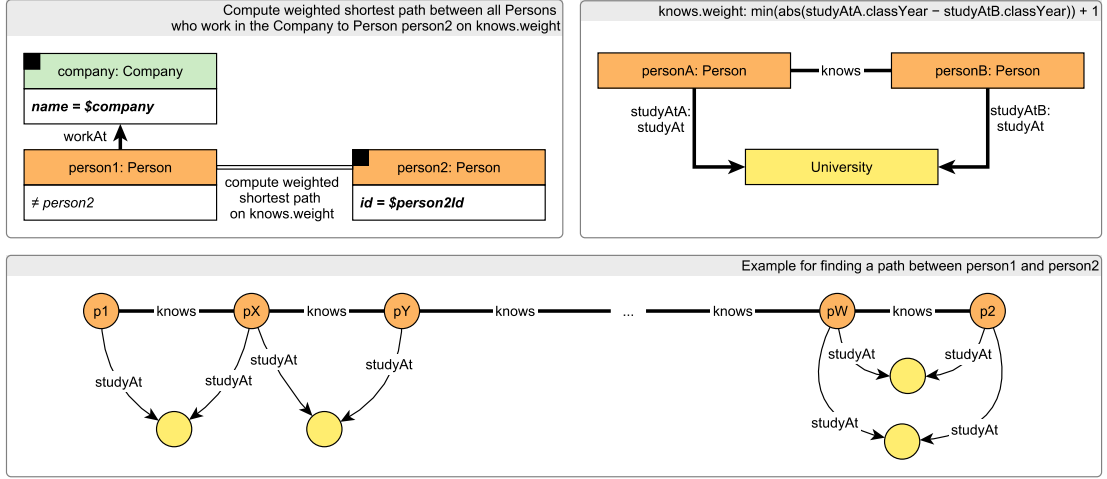 Compute weighted shortest path between all Persons
who work in the Company to Person person2 on knows.weight
company: Company
name = $company
workAt
person1: Person
≠ person2
compute weighted
shortest path
on knows.weight
person2: Person
id = $person2Id
knows.weight: min(abs(studyAtA.classYear − studyAtB.classYear)) + 1
personA: Person
knows
personB: Person
studyAtA:
studyAt
studyAtB:
studyAt
University
Example for finding a path between person1 and person2
p1
knows
pX
knows
pY
knows
...
knows
pW
knows
p2
studyAt
studyAt
studyAt
studyAt
studyAt
studyAt
studyAt
studyAt